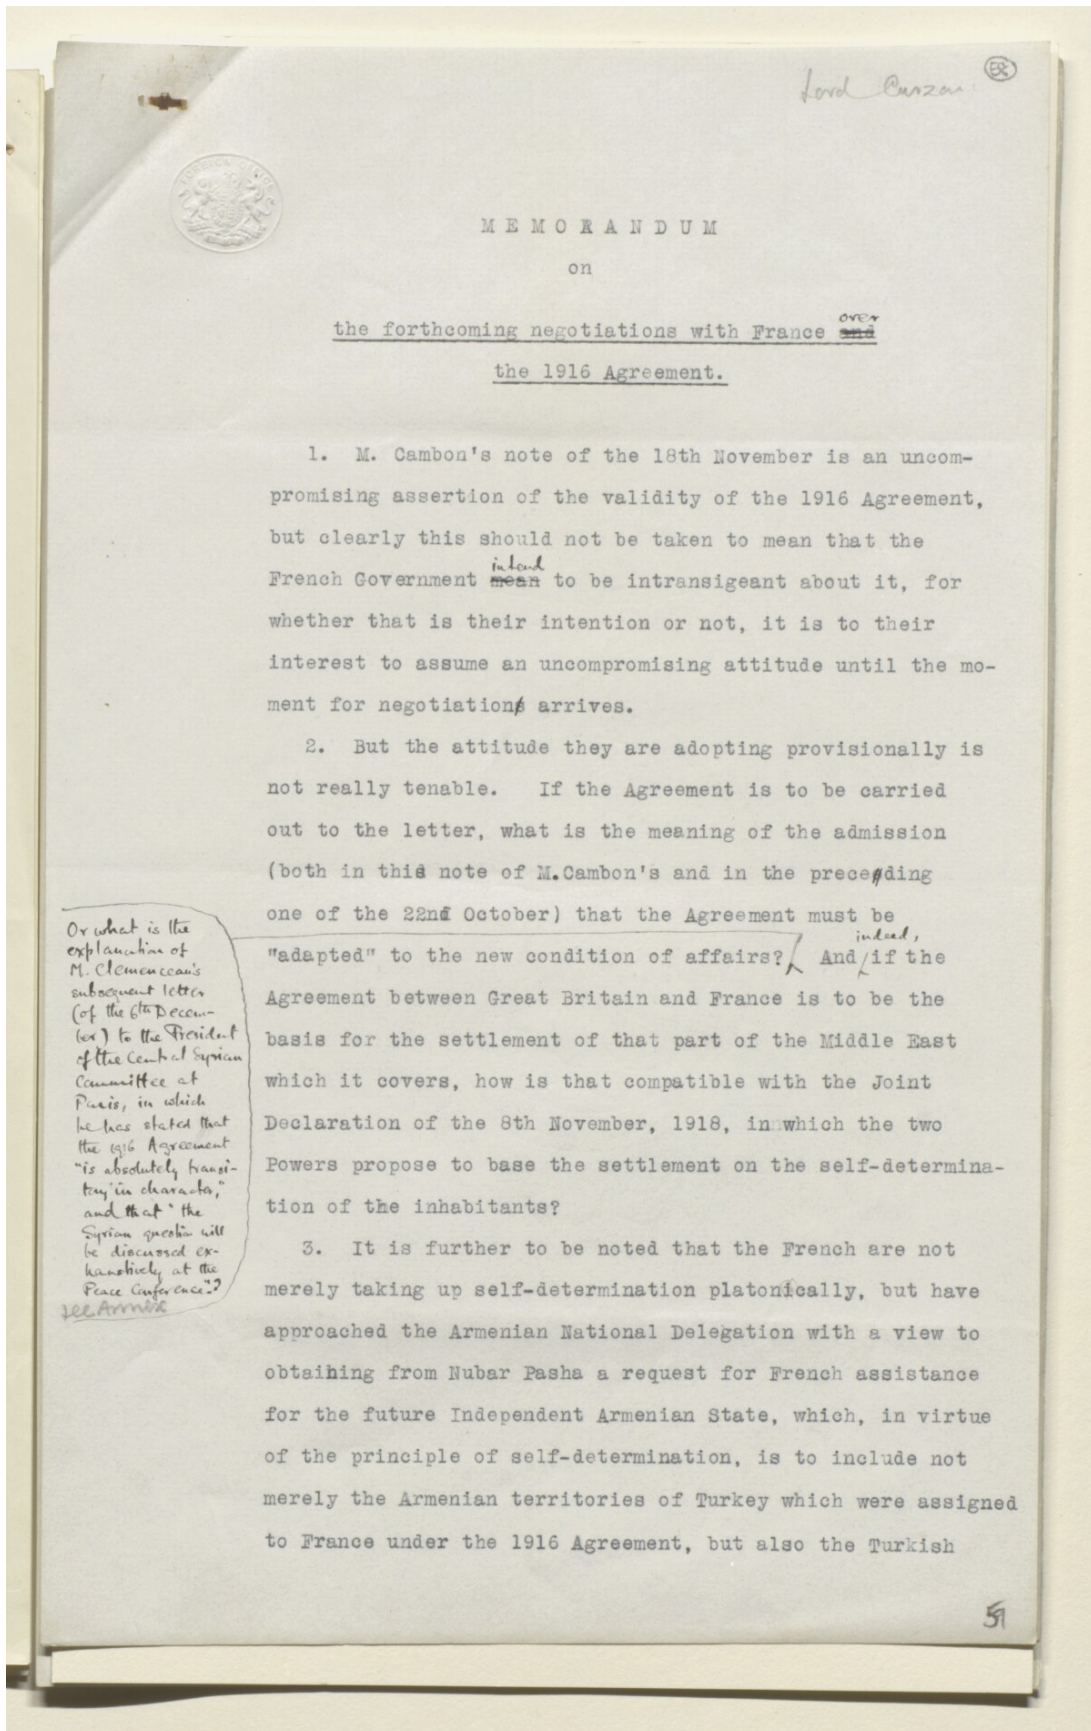 Lord Curzon.
FOREIGN OFFICE
MEMORANDUM
on
over
the forthcoming negotiations with France and
the 1916 Agreement.
1. M. Cambon's note of the 18th November is an uncom-
promising assertion of the validity of the 1916 Agreement,
but clearly this should not be taken to mean that the
intend
French Government mean to be intransigeant about it, for
whether that is their intention or not, it is to their
interest to assume an uncompromising attitude until the mo-
ment for negotiations arrives.
2. But the attitude they are adopting provisionally is
not really tenable. If the Agreement is to be carried
out to the letter, what is the meaning of the admission
(both in this note of M.Cambon's and in the preceding
one of the 22nd October) that the Agreement must be
indeed,
"adapted" to the new condition of affairs? And if the
Agreement between Great Britain and France is to be the
basis for the settlement of that part of the Middle East
which it covers, how is that compatible with the Joint
Declaration of the 8th November, 1918, in which the two
Powers propose to base the settlement on the self-determina-
tion of the inhabitants?
Or what is the
explanation of
M. Clemenceau's
subsequent letter
(of the 6th Decem-
ber) to the President
of the Central Syrian
Committee at
Paris, in which
he has stated that
the 1916 Agreement
"is absolutely transi-
tory in character,"
and that "the
Syrian question will
be discussed ex-
haustively at the
Peace Conference"?
See Annex
3. It is further to be noted that the French are not
merely taking up self-determination platonically, but have
approached the Armenian National Delegation with a view to
obtaining from Nubar Pasha a request for French assistance
for the future Independent Armenian State, which, in virtue
of the principle of self-determination, is to include not
merely the Armenian territories of Turkey which were assigned
to France under the 1916 Agreement, but also the Turkish